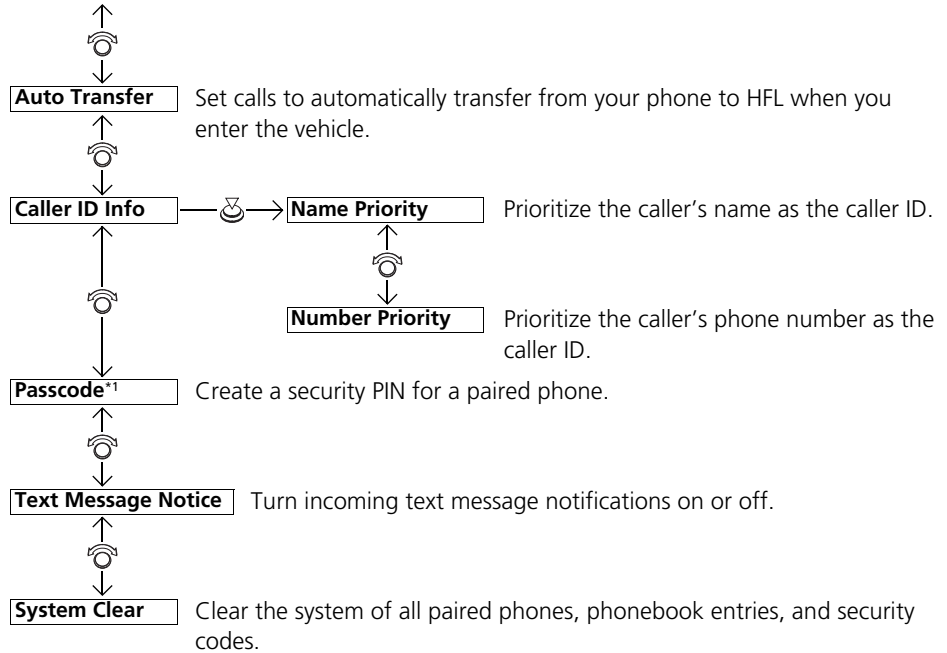 Auto Transfer Set calls to automatically transfer from your phone to HFL when you
enter the vehicle.
Caller ID Info Name Priority Prioritize the caller's name as the caller ID.
Number Priority Prioritize the caller's phone number as the
caller ID.
Passcode*1 Create a security PIN for a paired phone.
Text Message Notice Turn incoming text message notifications on or off.
System Clear Clear the system of all paired phones, phonebook entries, and security
codes.